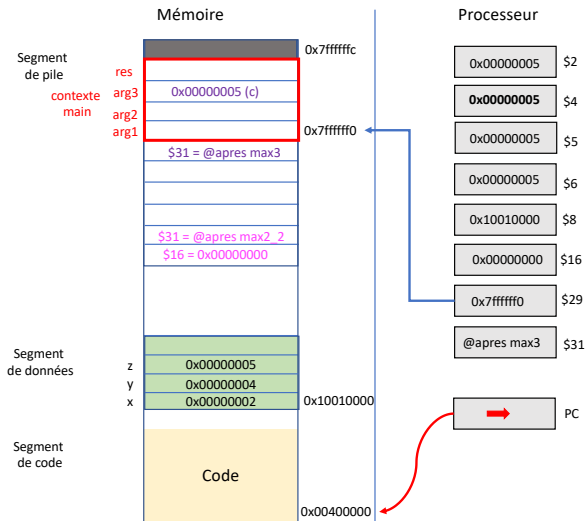 Mémoire
Processeur
0x7ffffffc
Segment
de pile
res
contexte
main
arg3
0x00000005 (c)
arg2
arg1
0x7ffffff0
$31 = @apres max3
$31 = @apres max2_2
$16 = 0x00000000
0x00000005
$2
0x00000005
$4
0x00000005
$5
0x00000005
$6
0x10010000
$8
0x00000000
$16
0x7ffffff0
$29
@apres max3
$31
PC
Segment
de données
z
0x00000005
y
0x00000004
x
0x00000002
0x10010000
Segment
de code
Code
0x00400000